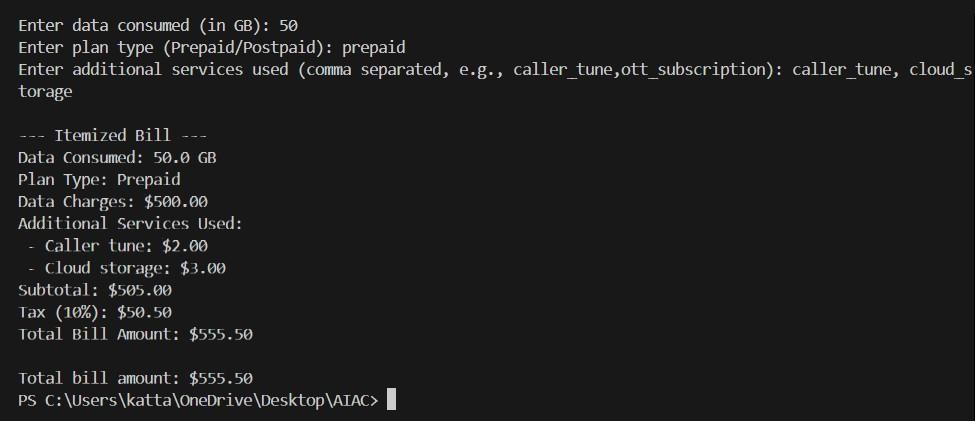 Enter data consumed (in GB): 50
Enter plan type (Prepaid/Postpaid): prepaid
Enter additional services used (comma separated, e.g., caller_tune,ott_subscription): caller_tune, cloud_s
torage

--- Itemized Bill ---
Data Consumed: 50.0 GB
Plan Type: Prepaid
Data Charges: $500.00
Additional Services Used:
 - Caller tune: $2.00
 - Cloud storage: $3.00
Subtotal: $505.00
Tax (10%): $50.50
Total Bill Amount: $555.50

Total bill amount: $555.50
PS C:\Users\katta\OneDrive\Desktop\AIAC>